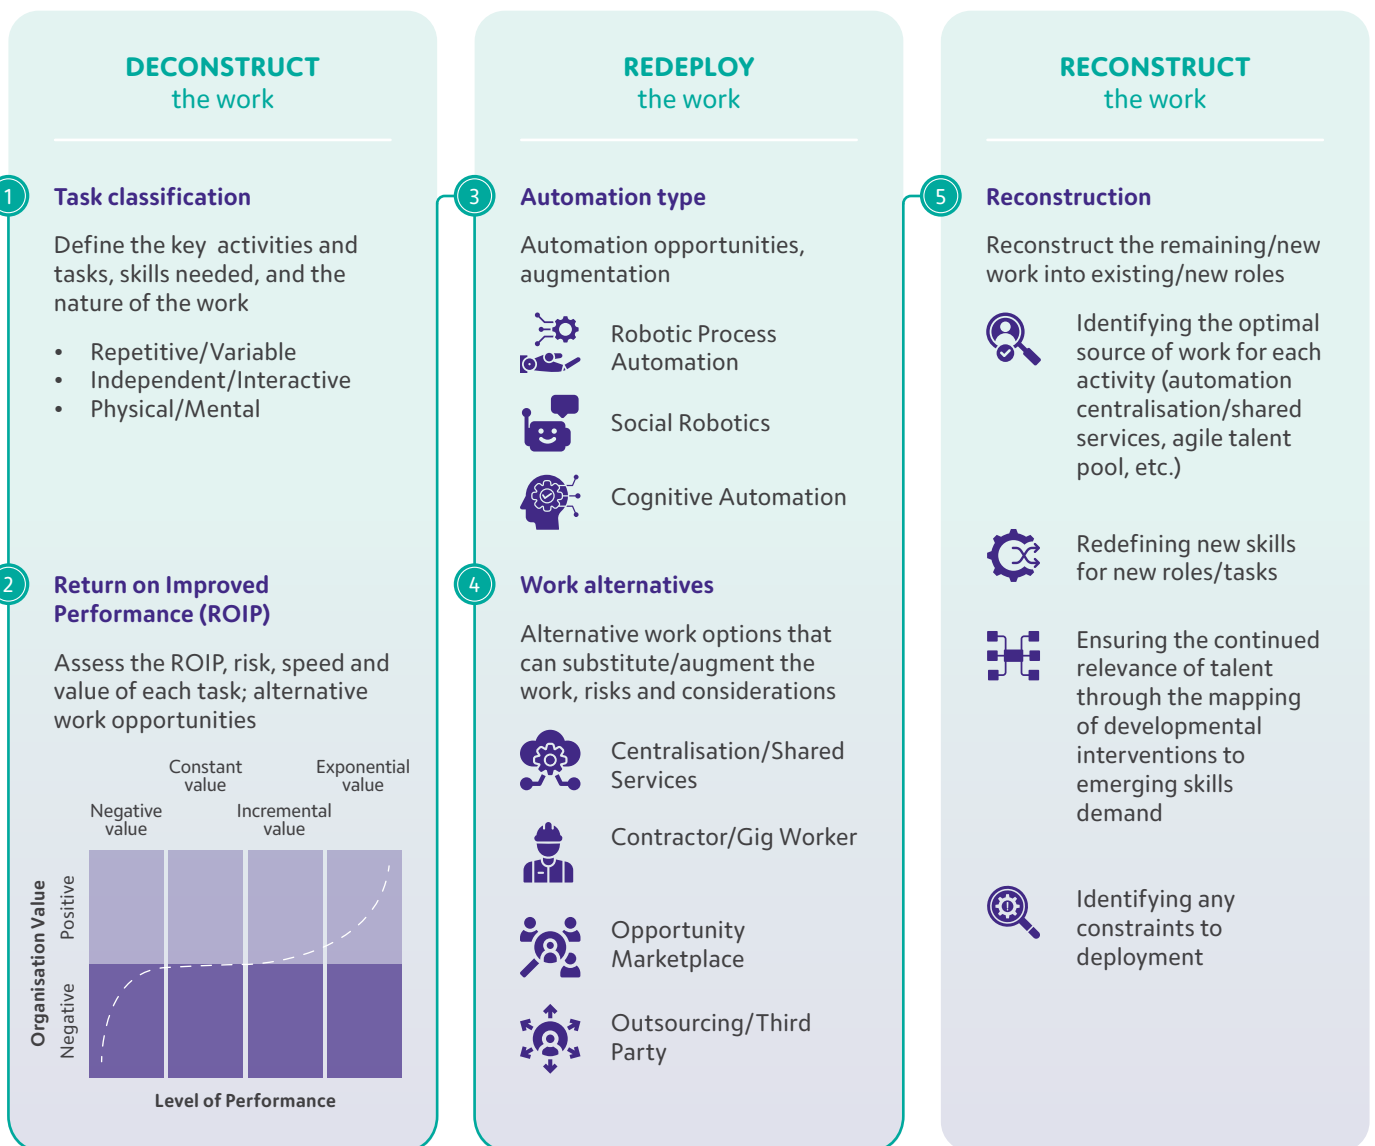 DECONSTRUCT
the work
1
Task classification
Define the key activities and
tasks, skills needed, and the
nature of the work
• Repetitive/Variable
• Independent/Interactive
• Physical/Mental
2
Return on Improved
Performance (ROIP)
Assess the ROIP, risk, speed and
value of each task; alternative
work opportunities
Constant
value
Exponential
value
Negative
value
Incremental
value
Organisation Value
Positive
Negative
Level of Performance
REDEPLOY
the work
3
Automation type
Automation opportunities,
augmentation
Robotic Process
Automation
Social Robotics
Cognitive Automation
4
Work alternatives
Alternative work options that
can substitute/augment the
work, risks and considerations
Centralisation/Shared
Services
Contractor/Gig Worker
Opportunity
Marketplace
Outsourcing/Third
Party
RECONSTRUCT
the work
5
Reconstruction
Reconstruct the remaining/new
work into existing/new roles
Identifying the optimal
source of work for each
activity (automation
centralisation/shared
services, agile talent
pool, etc.)
Redefining new skills
for new roles/tasks
Ensuring the continued
relevance of talent
through the mapping
of developmental
interventions to
emerging skills
demand
Identifying any
constraints to
deployment